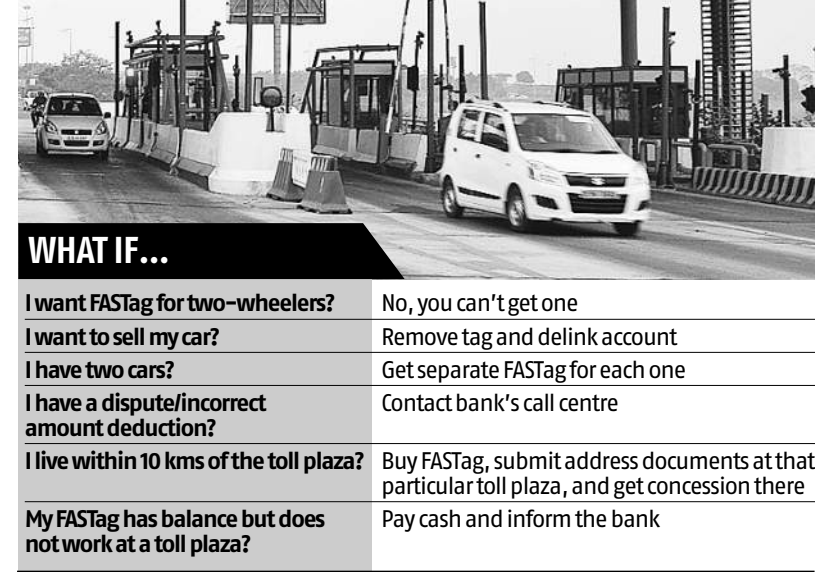 WHAT IF...
I want FASTag for two-wheelers? No, you can't get one
I want to sell my car? Remove tag and delink account
I have two cars? Get separate FASTag for each one
I have a dispute/incorrect Contact bank's call centre
amount deduction?
I live within 10 kms of the toll plaza? Buy FASTag, submit address documents at that
particular toll plaza, and get concession there
My FASTag has balance but does Pay cash and inform the bank
not work at a toll plaza?